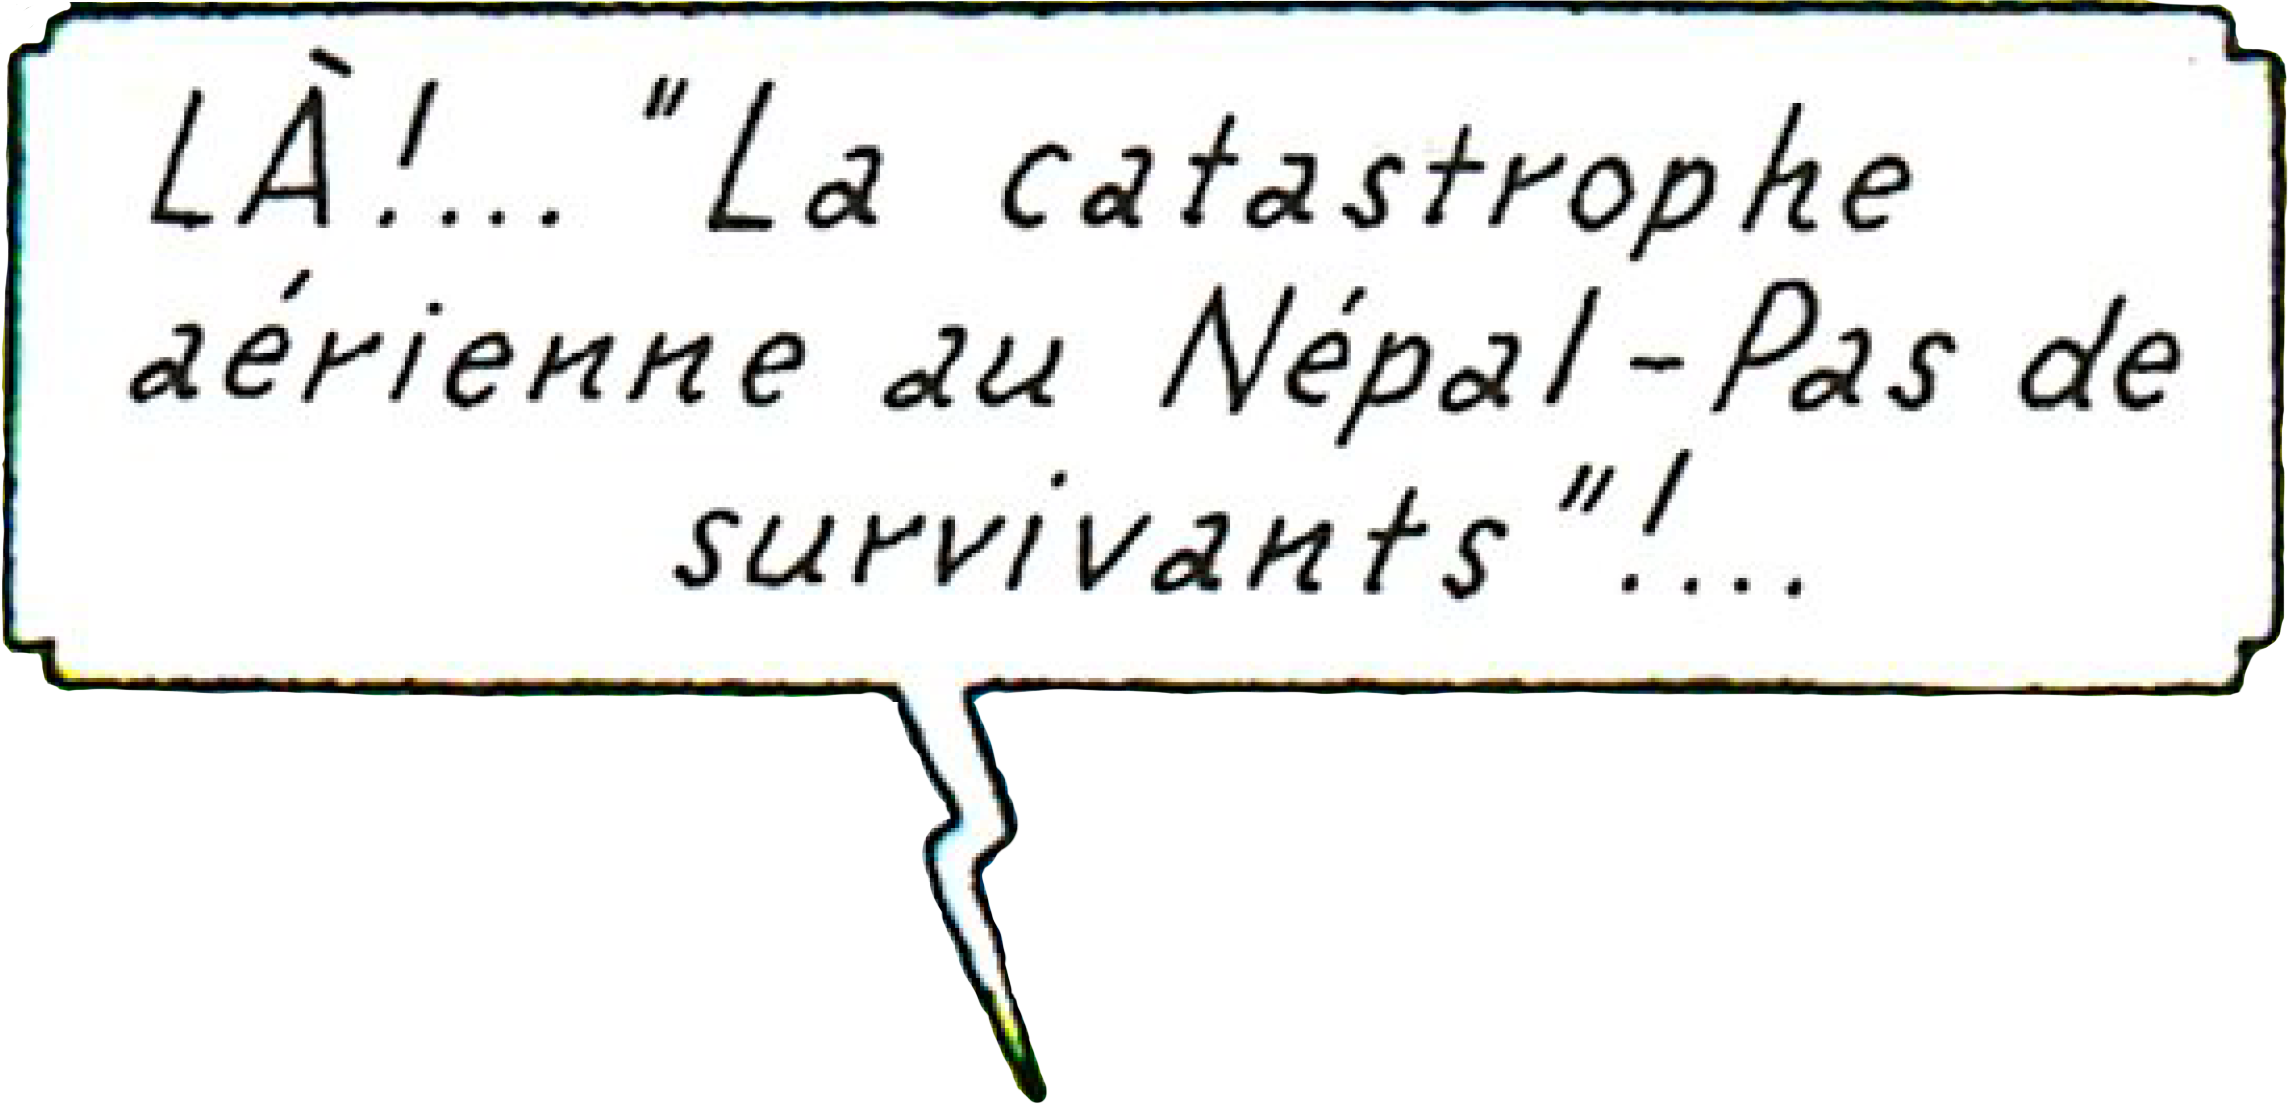 LÀ!... "La catastrophe
aérienne au Népal-Pas de
survivants"!...